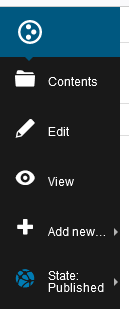 Contents
Edit
View
Add new...
State:
Published